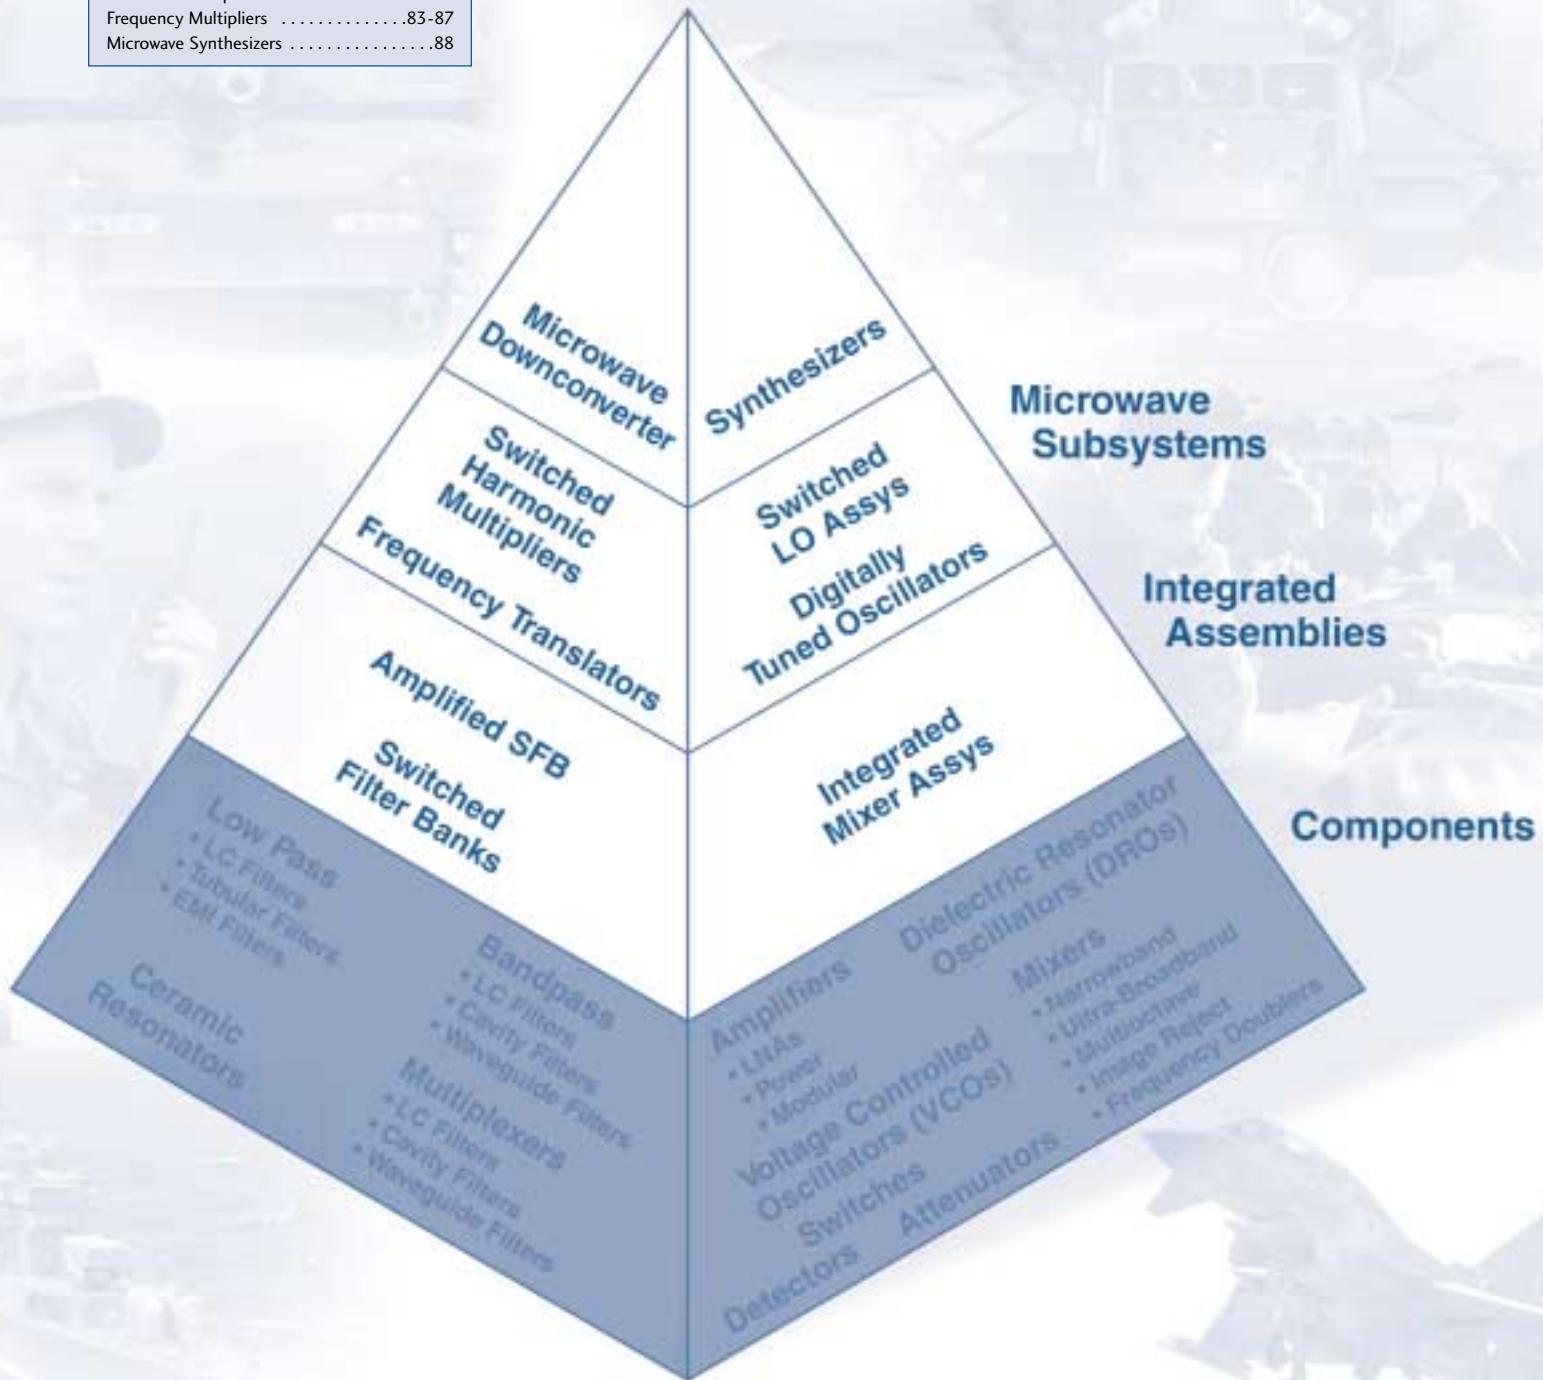 Frequency Multipliers ..............83-87
Microwave Synthesizers ................88
Microwave
Downconverter
Synthesizers
Microwave
Subsystems
Switched
Harmonic
Multipliers
Frequency Translators
Switched
LO Assys
Digitally
Tuned Oscillators
Integrated
Assemblies
Amplified SFB
Switched
Filter Banks
Integrated
Mixer Assys
Components
Low Pass
• LC Filters
• Tubular Filters
• EMI Filters
Ceramic
Resonators
Bandpass
• LC Filters
• Cavity Filters
• Waveguide Filters
Multiplexers
• LC Filters
• Cavity Filters
• Waveguide Filters
Dielectric Resonator
Oscillators (DROs)
Amplifiers
• LNAs
• Power
• Modular
Mixers
• Narrowband
• Ultra-Broadband
• Multioctave
• Image Reject
• Frequency Doublers
Voltage Controlled
Oscillators (VCOs)
Switches
Attenuators
Detectors